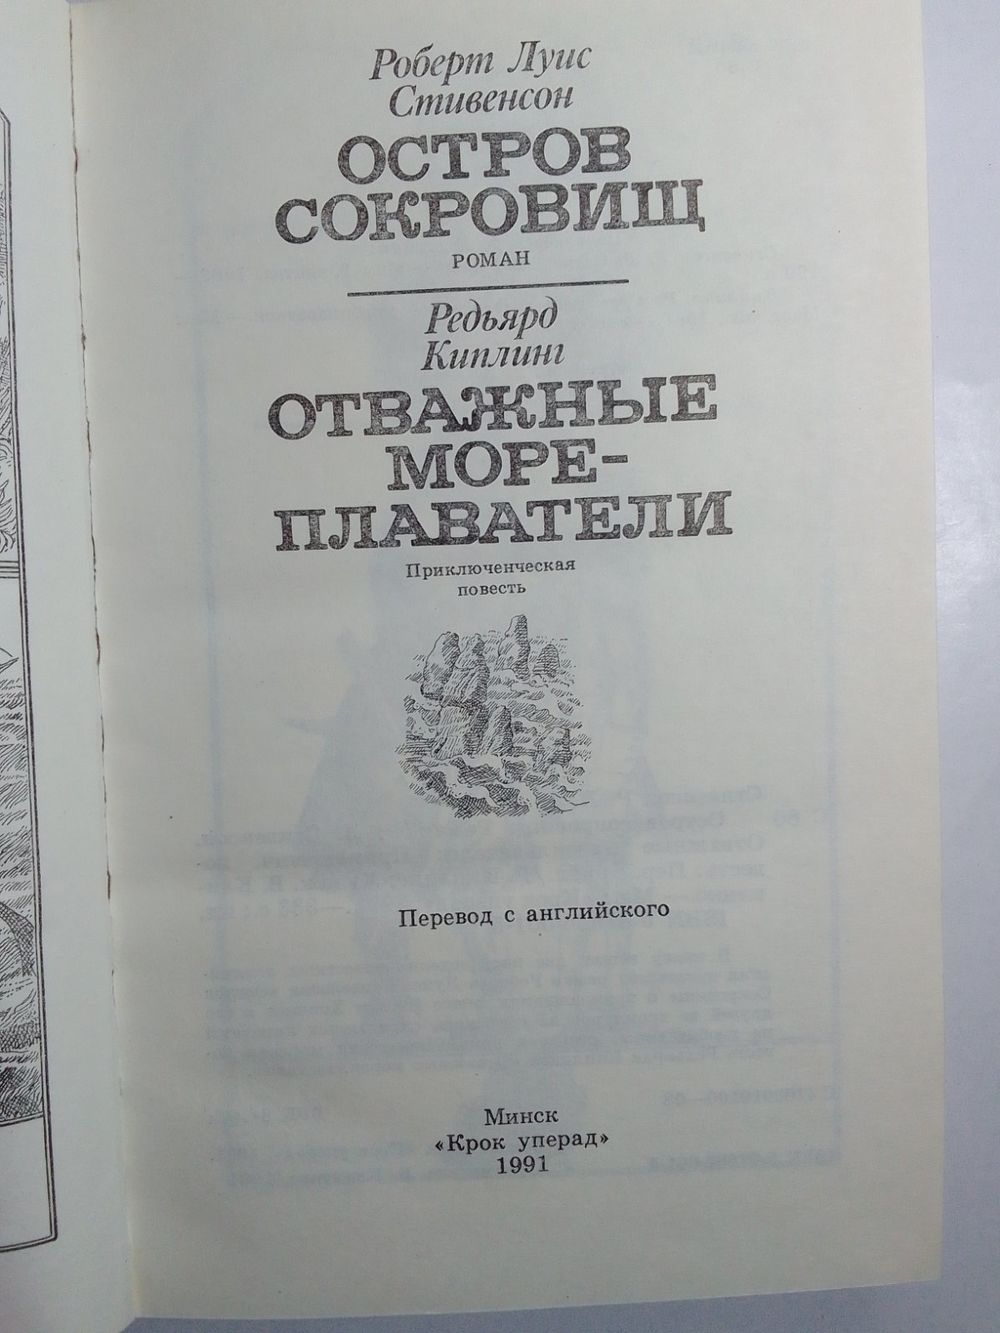 Роберт Луис
Стивенсон
ОСТРОВ
СОКРОВИЩ
РОМАН
Редьярд
Киплинг
ОТВАЖНЫЕ
МОРЕ-
ПЛАВАТЕЛИ
Приключенческая
повесть
Перевод с английского
Минск
«Крок уперад»
1991